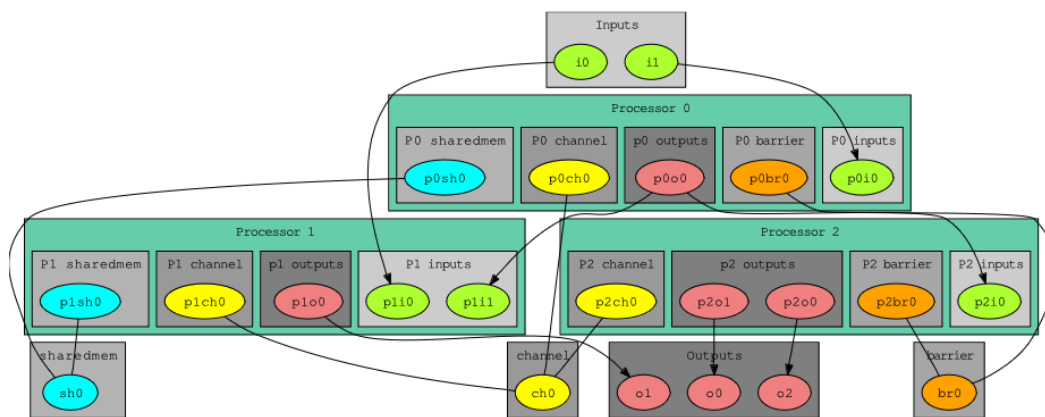 Inputs
i0 i1
Processor 0
P0 sharedmem P0 channel p0 outputs P0 barrier P0 inputs
p0sh0 p0ch0 p0o0 p0br0 p0i0
Processor 1 Processor 2
P1 sharedmem P1 channel p1 outputs P1 inputs P2 channel p2 outputs P2 barrier P2 inputs
p1sh0 p1ch0 p1o0 p1i0 p1i1 p2ch0 p2o1 p2o0 p2br0 p2i0
sharedmem channel Outputs barrier
sh0 ch0 o1 o0 o2 br0